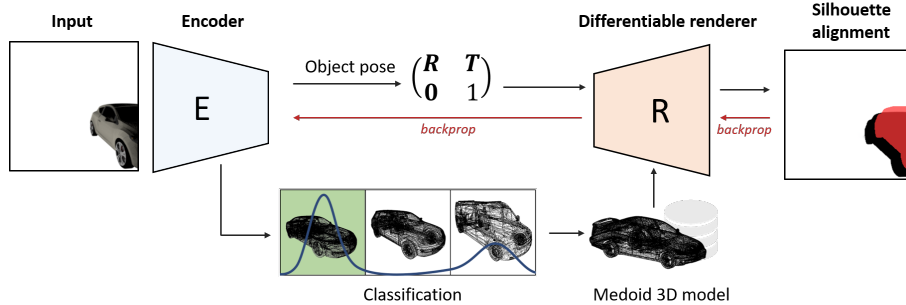 Input
Encoder
Differentiable renderer
Silhouette
alignment
E
Object pose
R T
0 1
R
backprop
backprop
Classification
Medoid 3D model